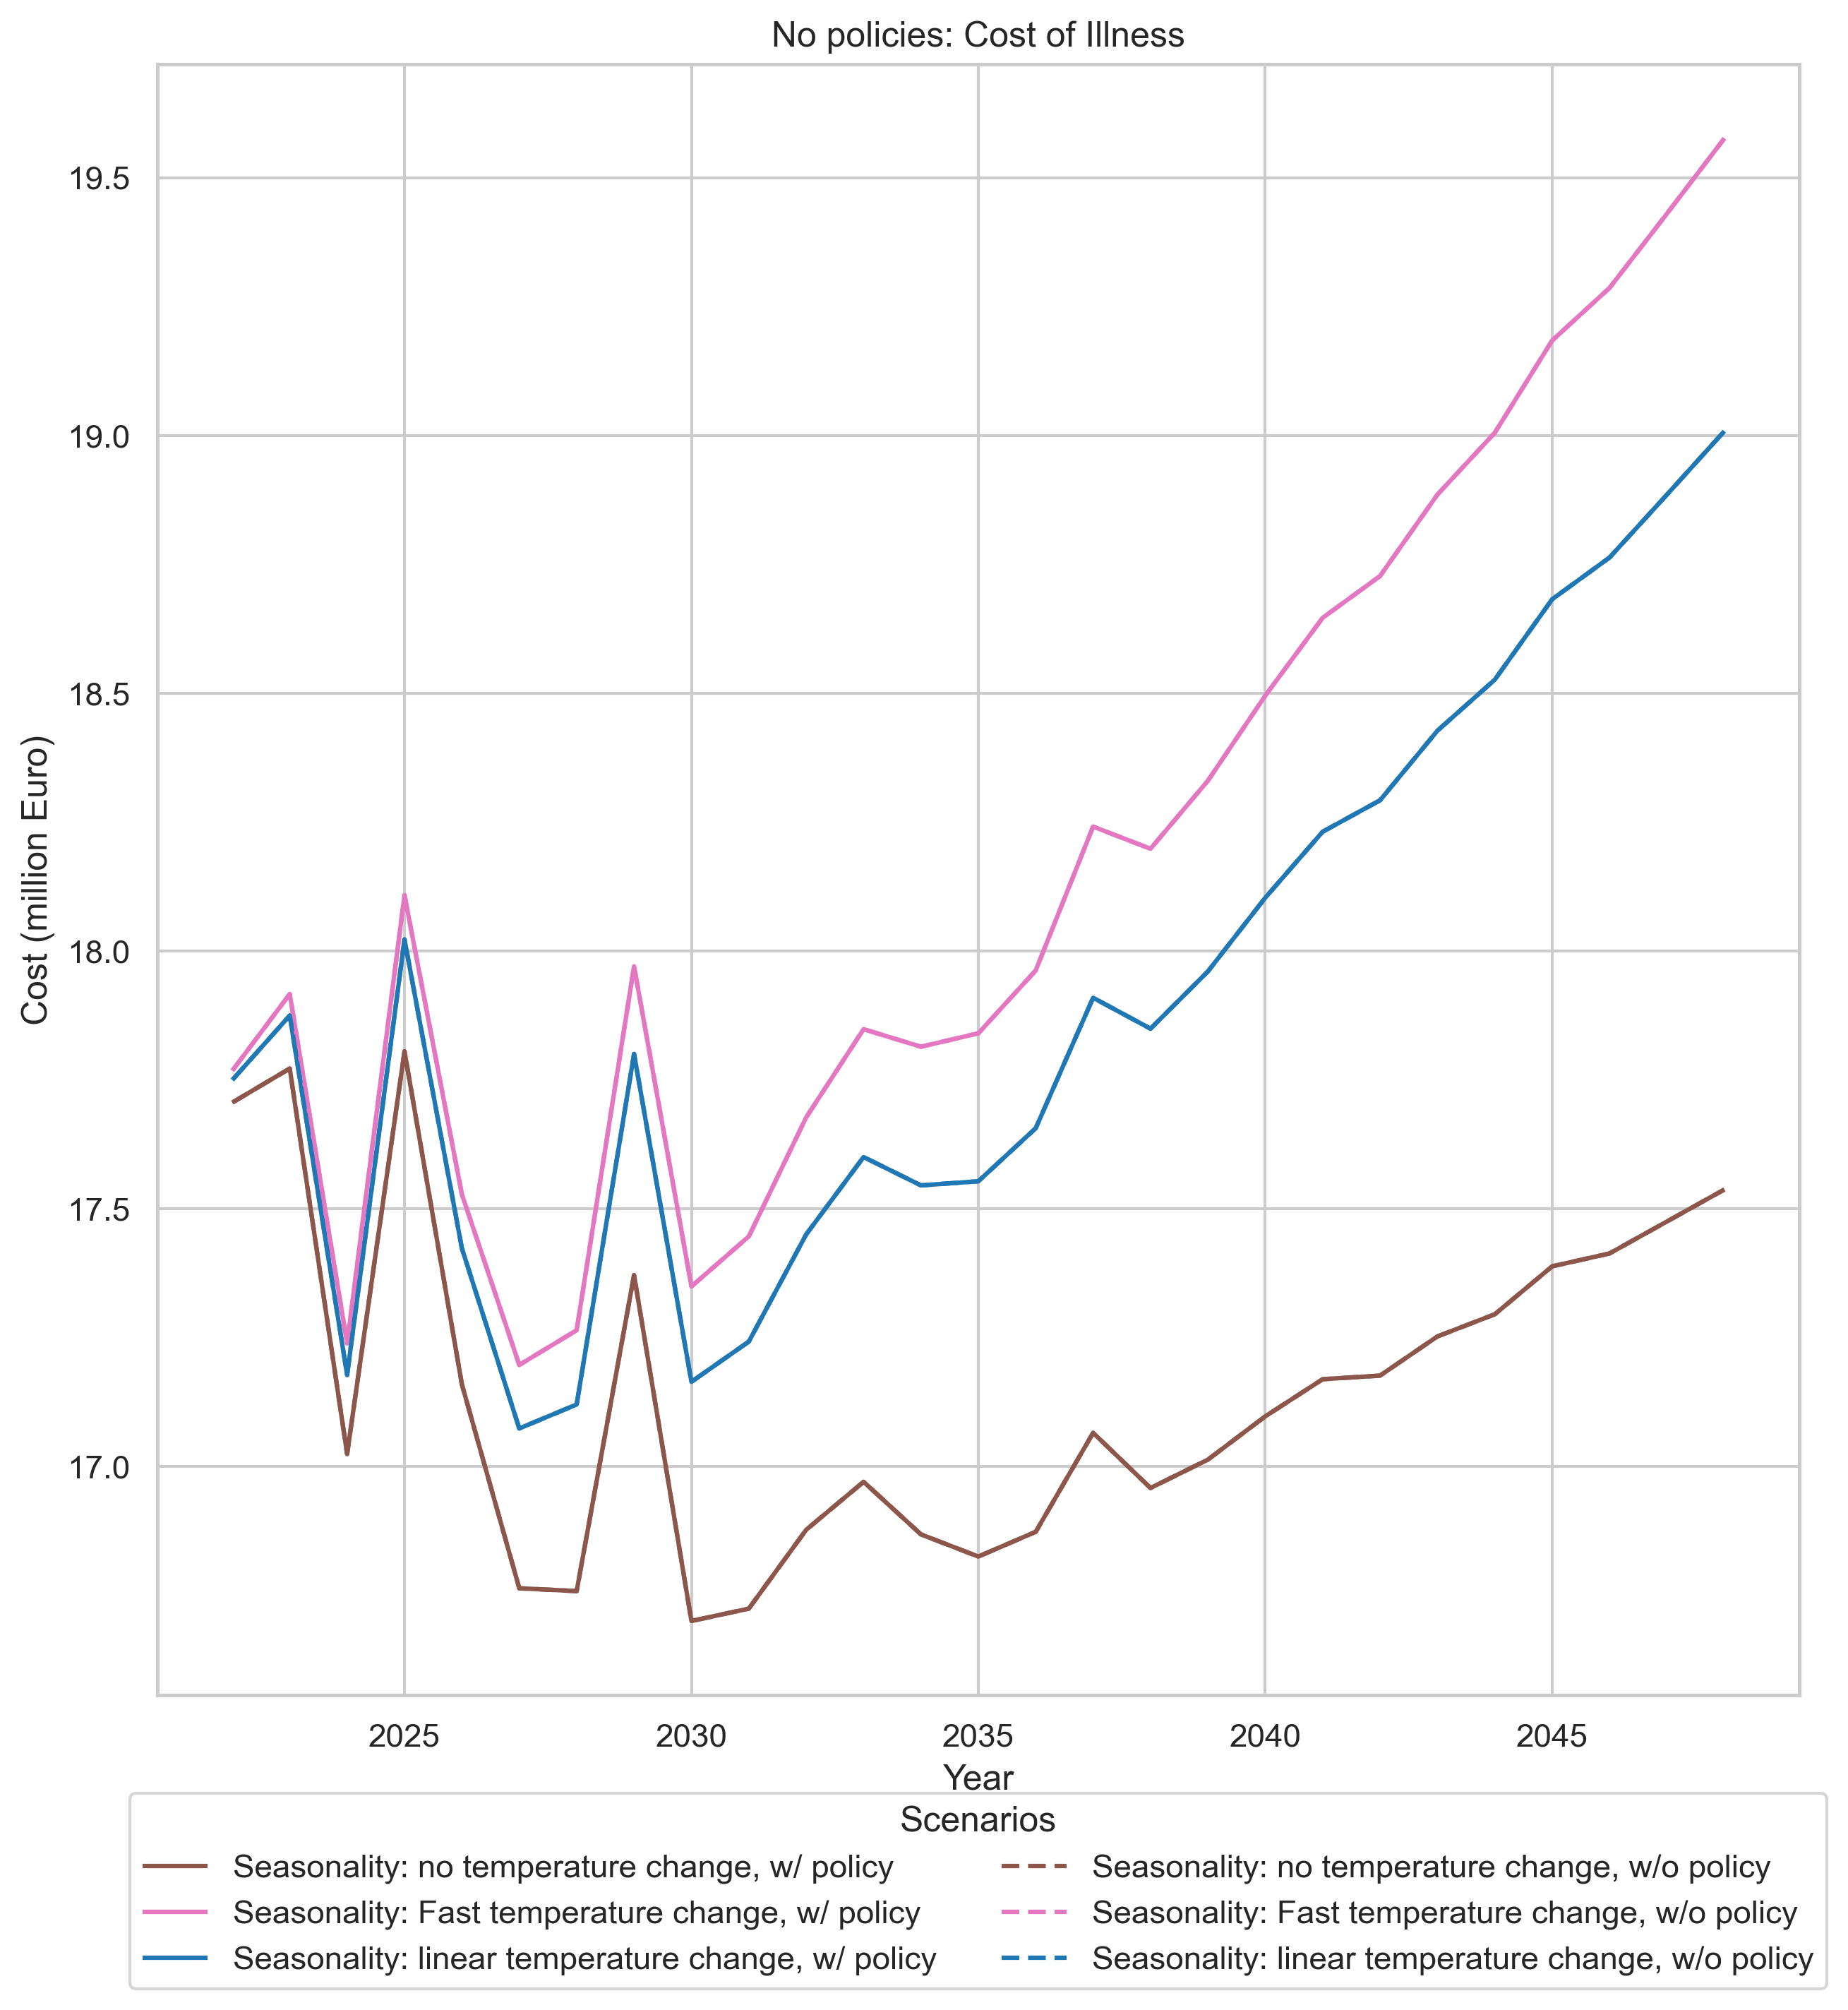 No policies: Cost of Illness
Cost (million Euro)
19.5
19.0
18.5
18.0
17.5
17.0
2025 2030 2035 2040 2045
Year
Scenarios
Seasonality: no temperature change, w/ policy
Seasonality: Fast temperature change, w/ policy
Seasonality: linear temperature change, w/ policy
Seasonality: no temperature change, w/o policy
Seasonality: Fast temperature change, w/o policy
Seasonality: linear temperature change, w/o policy